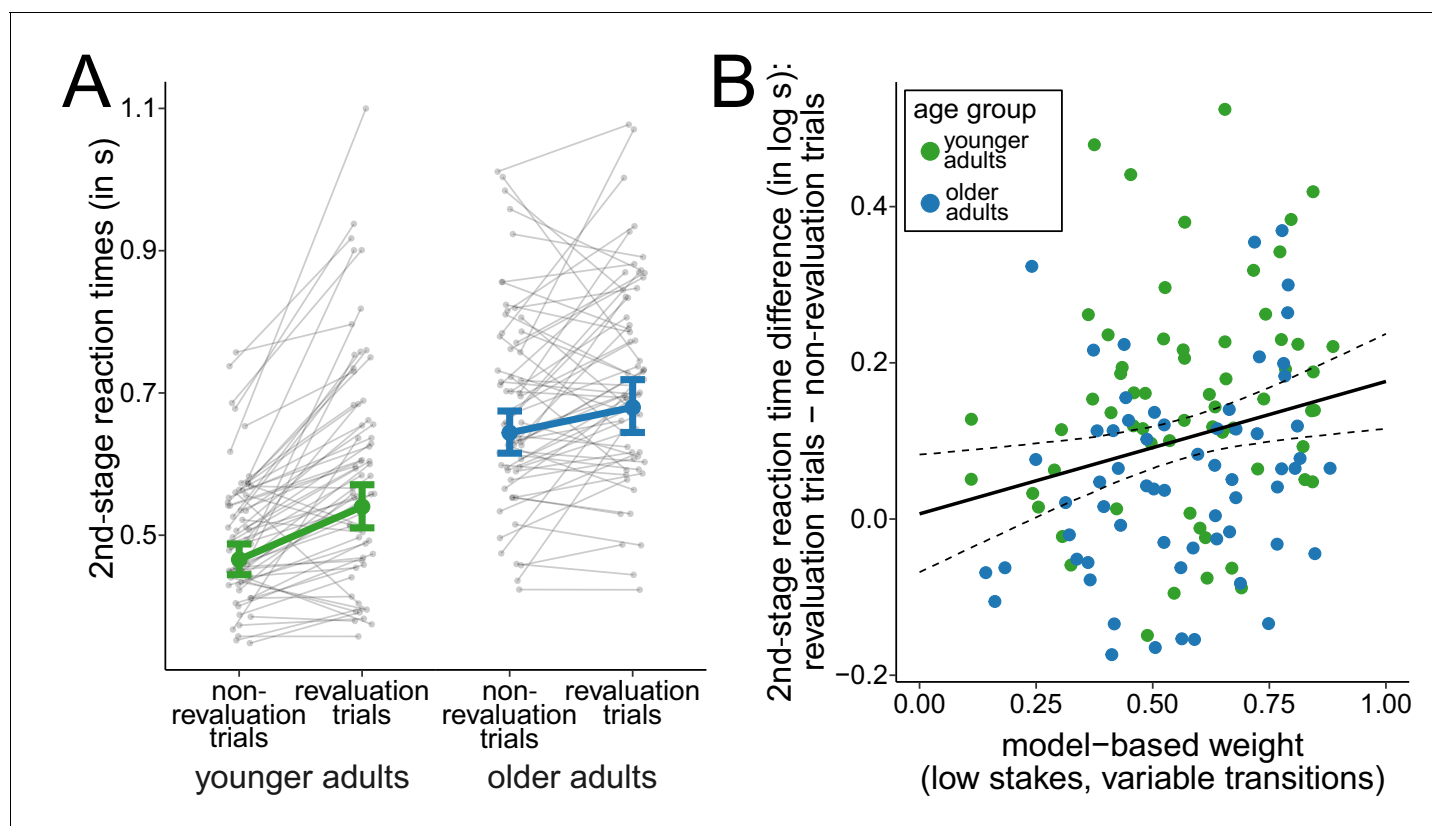 A
2nd-stage reaction times (in s)
1.1
0.9
0.7
0.5
non-
revaluation
trials
revaluation
trials
non-
revaluation
trials
revaluation
trials
younger adults
older adults
B
2nd-stage reaction time difference (in log s):
revaluation trials − non-revaluation trials
age group
younger
adults
older
adults
0.4
0.2
0.0
−0.2
0.00
0.25
0.50
0.75
1.00
model−based weight
(low stakes, variable transitions)